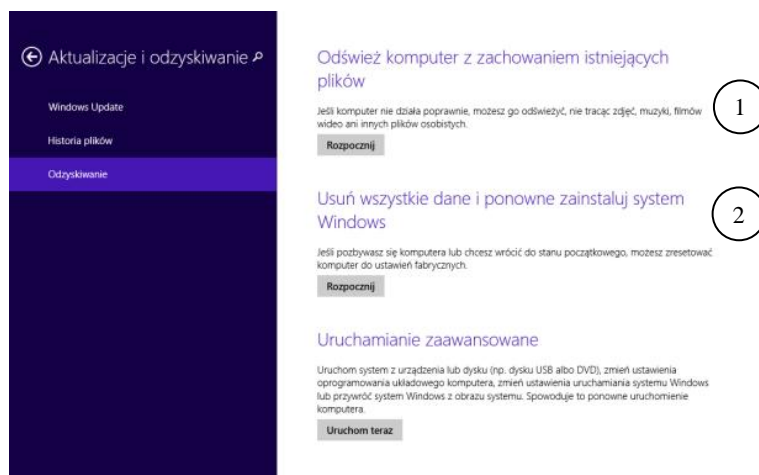 Aktualizacje i odzyskiwanie
Windows Update
Historia plików
Odzyskiwanie
Odśwież komputer z zachowaniem istniejących
plików
Jeśli komputer nie działa poprawnie, możesz go odświeżyć, nie tracąc zdjęć, muzyki, filmów
wideo ani innych plików osobistych.
Rozpocznij
1
Usuń wszystkie dane i ponowne zainstaluj system
Windows
Jeśli pozbywasz się komputera lub chcesz wrócić do stanu początkowego, możesz zresetować
komputer do ustawień fabrycznych.
Rozpocznij
2
Uruchamianie zaawansowane
Uruchom system z urządzenia lub dysku (np. dysku USB albo DVD), zmień ustawienia
oprogramowania układowego komputera, zmień ustawienia uruchamiania systemu Windows
lub przywróć system Windows z obrazu systemu. Spowoduje to ponowne uruchomienie
komputera.
Uruchom teraz